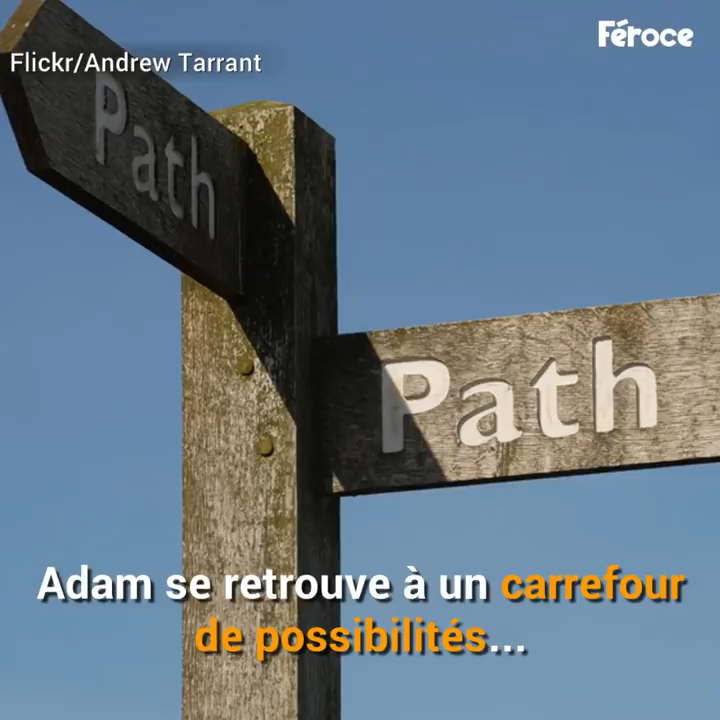 Féroce
Flickr/Andrew Tarrant
Path
Path
Adam se retrouve à un carrefour
de possibilités...